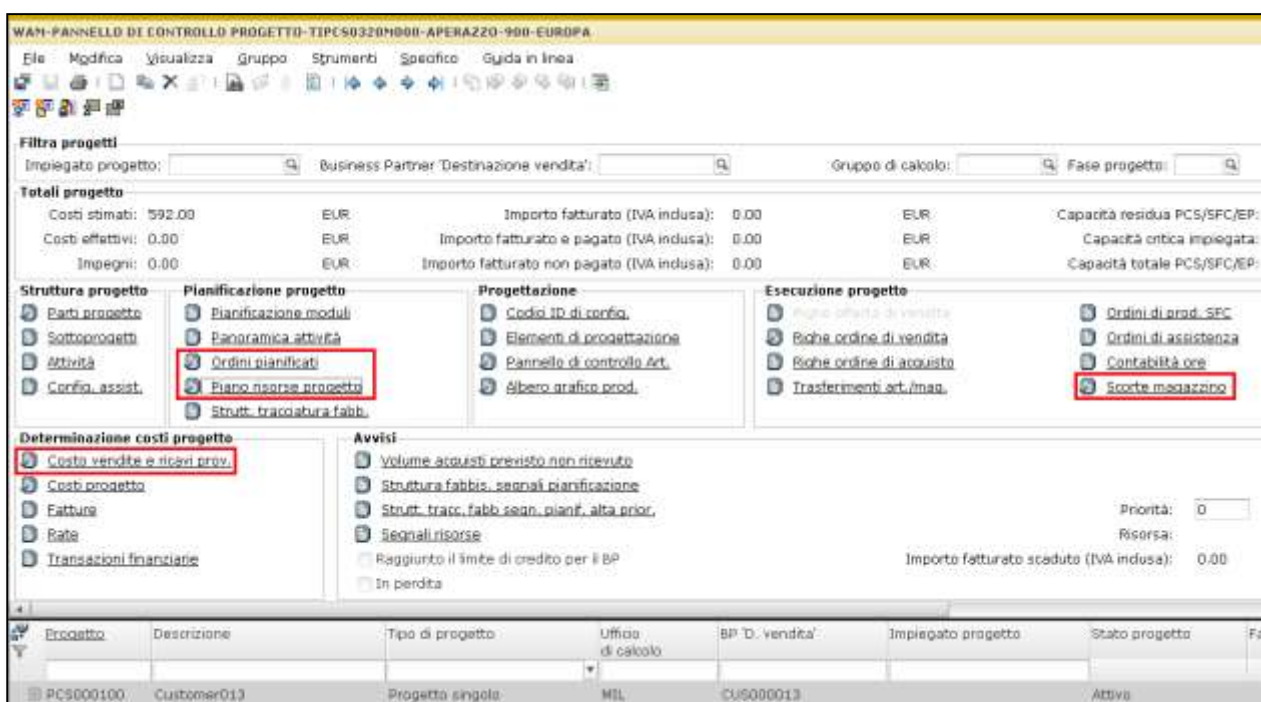 WAM-PANNELLO DI CONTROLLO PROGETTO-TIPCS0320M000-APERAZZO-900-EUROPA
File Modifica Visualizza Gruppo Strumenti Specifico Guida in linea
Filtra progetti
Impiegato progetto: Business Partner 'Destinazione vendita': Gruppo di calcolo: Fase progetto:
Totali progetto
Costi stimati: 592.00 EUR Importo fatturato (IVA inclusa): 0.00 EUR Capacità residua PCS/SFC/EP:
Costi effettivi: 0.00 EUR Importo fatturato e pagato (IVA inclusa): 0.00 EUR Capacità critica impiegata:
Impegni: 0.00 EUR Importo fatturato non pagato (IVA inclusa): 0.00 EUR Capacità totale PCS/SFC/EP:
Struttura progetto Pianificazione progetto Progettazione Esecuzione progetto
Parti progetto Pianificazione moduli Codici ID di config. Righe offerta di vendita Ordini di prod. SFC
Sottoprogetti Panoramica attività Elementi di progettazione Righe ordine di vendita Ordini di assistenza
Attività Ordini pianificati Pannello di controllo Art. Righe ordine di acquisto Contabilità ore
Config. assist. Piano risorse progetto Albero grafico prod. Trasferimenti art./mag. Scorte magazzino
Strutt. tracciatura fabb.
Determinazione costi progetto Avvisi
Costo vendite e ricavi prov. Volume acquisti previsto non ricevuto
Costi progetto Struttura fabbis. segnali pianificazione
Fatture Strutt. tracc. fabb segn. pianif. alta prior. Priorità: 0
Rate Segnali risorse Risorsa:
Transazioni finanziarie Raggiunto il limite di credito per il BP Importo fatturato scaduto (IVA inclusa): 0.00
In perdita
Progetto Descrizione Tipo di progetto Ufficio di calcolo BP 'D. vendita' Impiegato progetto Stato progetto Fa
PCS000100 Customer013 Progetto singolo MIL CUS000013 Attivo